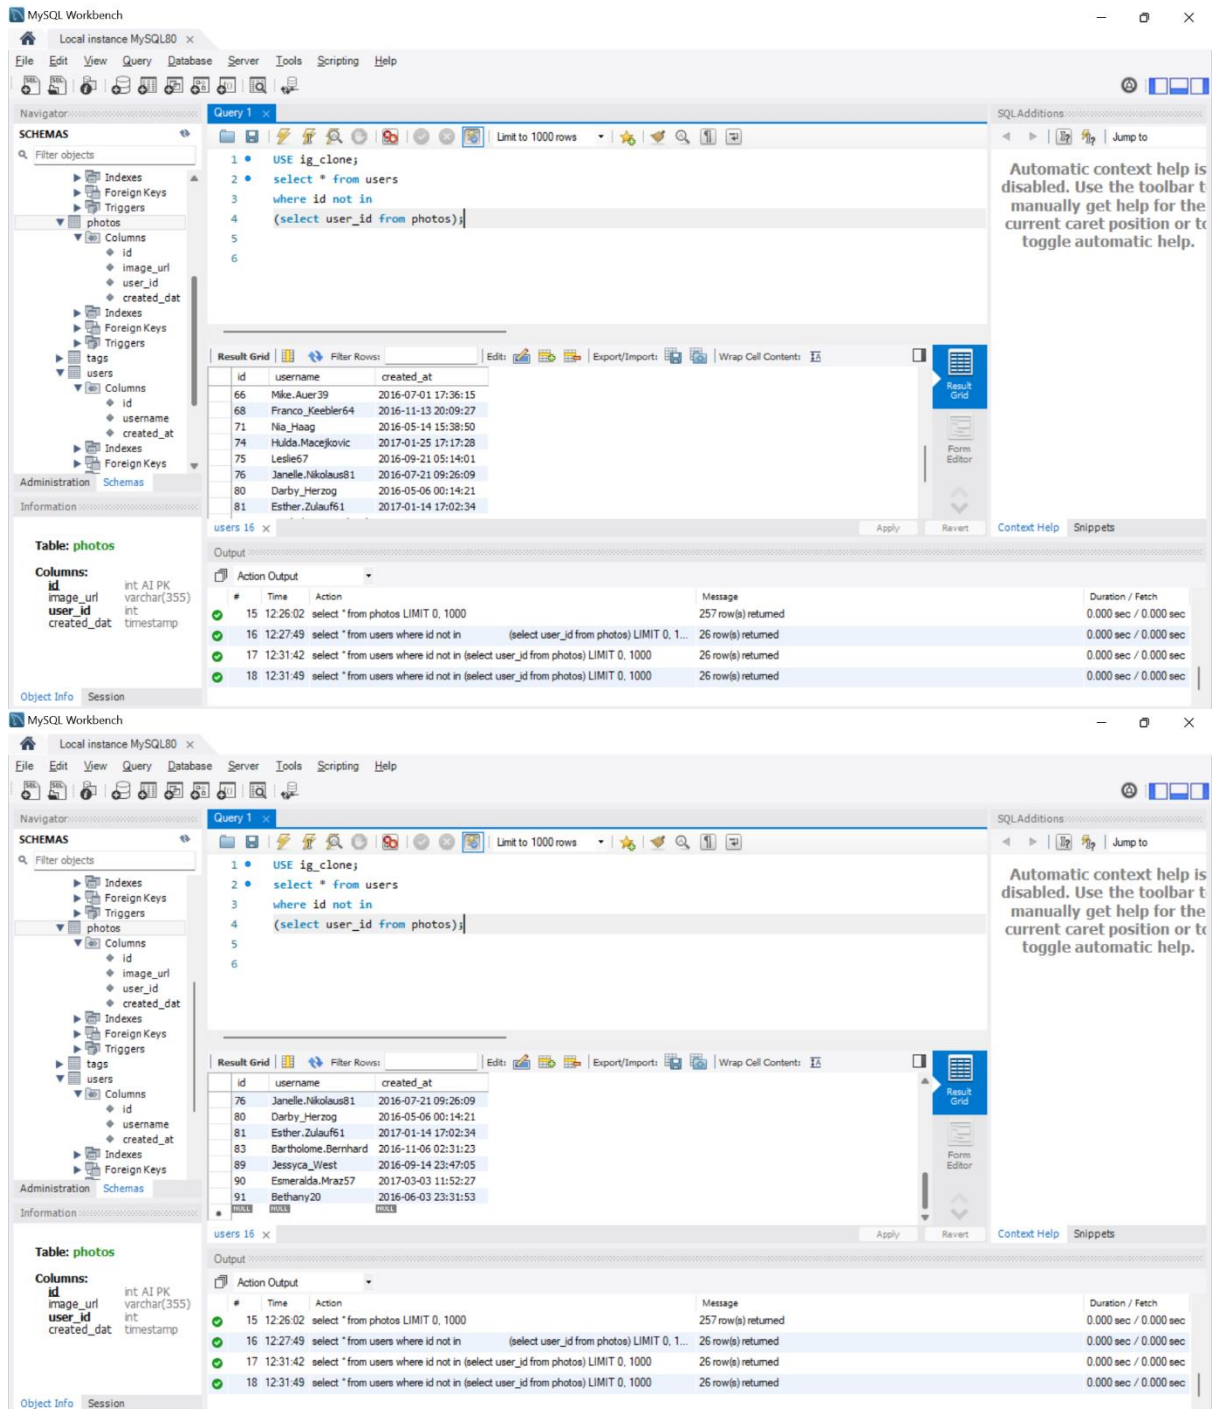 MySQL Workbench
Local instance MySQL80 ×
File Edit View Query Database Server Tools Scripting Help
Navigator
SCHEMAS
Filter objects
Indexes
Foreign Keys
Triggers
photos
Columns
id
image_url
user_id
created_dat
Indexes
Foreign Keys
Triggers
tags
users
Columns
id
username
created_at
Indexes
Foreign Keys
Administration Schemas
Information
Table: photos
Columns:
id int AI PK
image_url varchar(355)
user_id int
created_dat timestamp
Object Info Session
Query 1 ×
Limit to 1000 rows
1 USE ig_clone;
2 select * from users
3 where id not in
4 (select user_id from photos);
5
6
Result Grid Filter Rows: Edit: Export/Import: Wrap Cell Content:
id username created_at
66 Mike.Auer39 2016-07-01 17:36:15
68 Franco_Keebler64 2016-11-13 20:09:27
71 Nia_Haag 2016-05-14 15:38:50
74 Hulda.Macejkovic 2017-01-25 17:17:28
75 Leslie67 2016-09-21 05:14:01
76 Janelle.Nikolaus81 2016-07-21 09:26:09
80 Darby_Herzog 2016-05-06 00:14:21
81 Esther.Zulauf61 2017-01-14 17:02:34
Result Grid
Form Editor
users 16 × Apply Revert
Output
Action Output
# Time Action Message Duration / Fetch
15 12:26:02 select * from photos LIMIT 0, 1000 257 row(s) returned 0.000 sec / 0.000 sec
16 12:27:49 select * from users where id not in (select user_id from photos) LIMIT 0, 1... 26 row(s) returned 0.000 sec / 0.000 sec
17 12:31:42 select * from users where id not in (select user_id from photos) LIMIT 0, 1000 26 row(s) returned 0.000 sec / 0.000 sec
18 12:31:49 select * from users where id not in (select user_id from photos) LIMIT 0, 1000 26 row(s) returned 0.000 sec / 0.000 sec
SQLAdditions
Jump to
Automatic context help is
disabled. Use the toolbar t
manually get help for the
current caret position or to
toggle automatic help.
Context Help Snippets
MySQL Workbench
Local instance MySQL80 ×
File Edit View Query Database Server Tools Scripting Help
Navigator
SCHEMAS
Filter objects
Indexes
Foreign Keys
Triggers
photos
Columns
id
image_url
user_id
created_dat
Indexes
Foreign Keys
Triggers
tags
users
Columns
id
username
created_at
Indexes
Foreign Keys
Administration Schemas
Information
Table: photos
Columns:
id int AI PK
image_url varchar(355)
user_id int
created_dat timestamp
Object Info Session
Query 1 ×
Limit to 1000 rows
1 USE ig_clone;
2 select * from users
3 where id not in
4 (select user_id from photos);
5
6
Result Grid Filter Rows: Edit: Export/Import: Wrap Cell Content:
id username created_at
76 Janelle.Nikolaus81 2016-07-21 09:26:09
80 Darby_Herzog 2016-05-06 00:14:21
81 Esther.Zulauf61 2017-01-14 17:02:34
83 Bartholome.Bernhard 2016-11-06 02:31:23
89 Jessyca_West 2016-09-14 23:47:05
90 Esmeralda.Mraz57 2017-03-03 11:52:27
91 Bethany20 2016-06-03 23:31:53
NULL NULL NULL
Result Grid
Form Editor
users 16 × Apply Revert
Output
Action Output
# Time Action Message Duration / Fetch
15 12:26:02 select * from photos LIMIT 0, 1000 257 row(s) returned 0.000 sec / 0.000 sec
16 12:27:49 select * from users where id not in (select user_id from photos) LIMIT 0, 1... 26 row(s) returned 0.000 sec / 0.000 sec
17 12:31:42 select * from users where id not in (select user_id from photos) LIMIT 0, 1000 26 row(s) returned 0.000 sec / 0.000 sec
18 12:31:49 select * from users where id not in (select user_id from photos) LIMIT 0, 1000 26 row(s) returned 0.000 sec / 0.000 sec
SQLAdditions
Jump to
Automatic context help is
disabled. Use the toolbar t
manually get help for the
current caret position or to
toggle automatic help.
Context Help Snippets